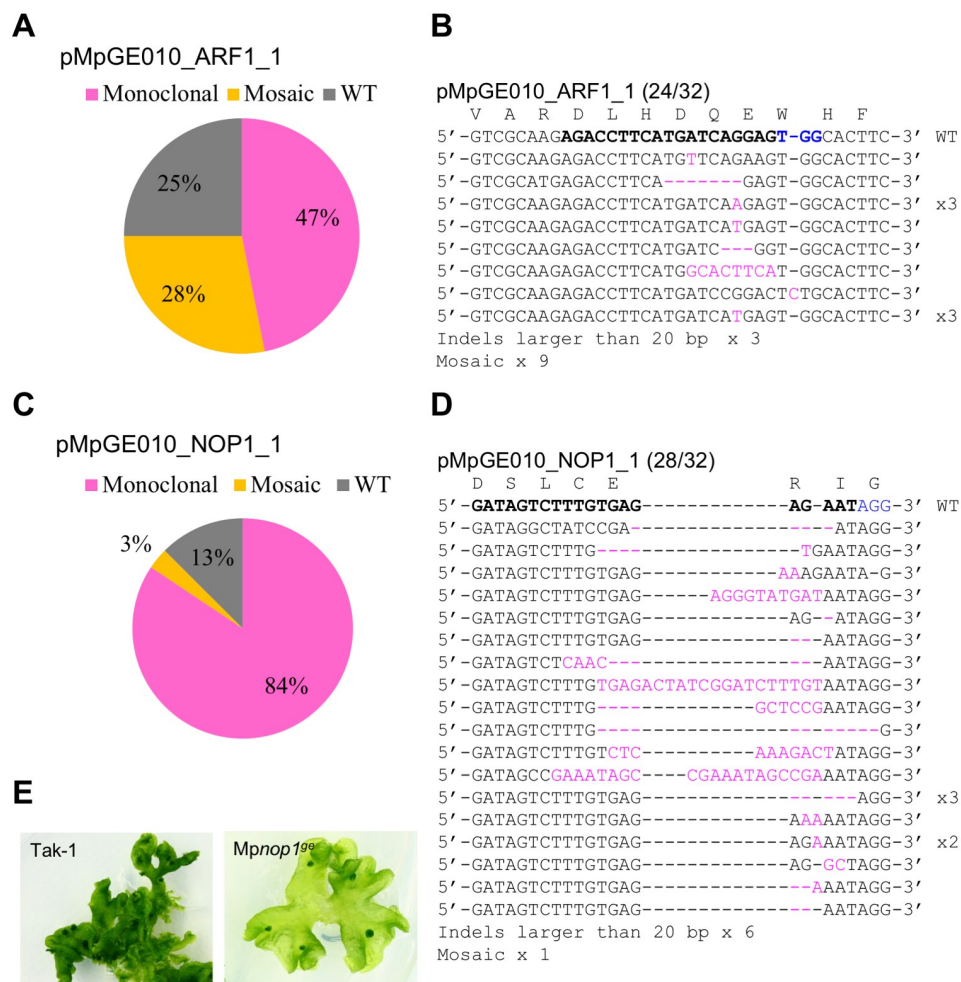 A
pMpGE010_ARF1_1
Monoclonal Mosaic WT
25%
47%
28%
B
pMpGE010_ARF1_1 (24/32)
V A R D L H D Q E W H F
5’-GTCGCAAGAGACCTTCATGATCAGGAGT-GGCACTTC-3’ WT
5’-GTCGCAAGAGACCTTCATGTTCAGAAGT-GGCACTTC-3’
5’-GTCGCATGAGACCTTCA-------GAGT-GGCACTTC-3’
5’-GTCGCAAGAGACCTTCATGATCAAGAGT-GGCACTTC-3’ x3
5’-GTCGCAAGAGACCTTCATGATCATGAGT-GGCACTTC-3’
5’-GTCGCAAGAGACCTTCATGATC---GGT-GGCACTTC-3’
5’-GTCGCAAGAGACCTTCATGGCACTTCAT-GGCACTTC-3’
5’-GTCGCAAGAGACCTTCATGATCCGGACTCTGCACTTC-3’
5’-GTCGCAAGAGACCTTCATGATCATGAGT-GGCACTTC-3’ x3
Indels larger than 20 bp x 3
Mosaic x 9
C
pMpGE010_NOP1_1
Monoclonal Mosaic WT
3%
13%
84%
D
pMpGE010_NOP1_1 (28/32)
D S L C E R I G
5’-GATAGTCTTTGTGAG--------------AG-AATAGG-3’ WT
5’-GATAGGCTATCCGA-----------------ATAGG-3’
5’-GATAGTCTTTG------------------TGAATAGG-3’
5’-GATAGTCTTTGTGAG-------------AAAGAATA-G-3’
5’-GATAGTCTTTGTGAG------AGGGTATGATAATAGG-3’
5’-GATAGTCTTTGTGAG--------------AG--ATAGG-3’
5’-GATAGTCTTTGTGAG-----------------AATAGG-3’
5’-GATAGTCTCAAC--------------------AATAGG-3’
5’-GATAGTCTTTGTGAGACTATCGGATCTTTGTAATAGG-3’
5’-GATAGTCTTTG---------------GCTCCGAATAGG-3’
5’-GATAGTCTTTG--------------------------G-3’
5’-GATAGTCTTTGTCTC-----------AAAGACTATAGG-3’
5’-GATAGCCGAAATAGC----CGAAATAGCCGAAATAGG-3’
5’-GATAGTCTTTGTGAG--------------------AGG-3’ x3
5’-GATAGTCTTTGTGAG--------------AAAAATAGG-3’
5’-GATAGTCTTTGTGAG--------------AGAAATAGG-3’ x2
5’-GATAGTCTTTGTGAG--------------AG-GCTAGG-3’
5’-GATAGTCTTTGTGAG----------------AAATAGG-3’
5’-GATAGTCTTTGTGAG-----------------AATAGG-3’
Indels larger than 20 bp x 6
Mosaic x 1
E
Tak-1
Mpnop1ᵍᵉ